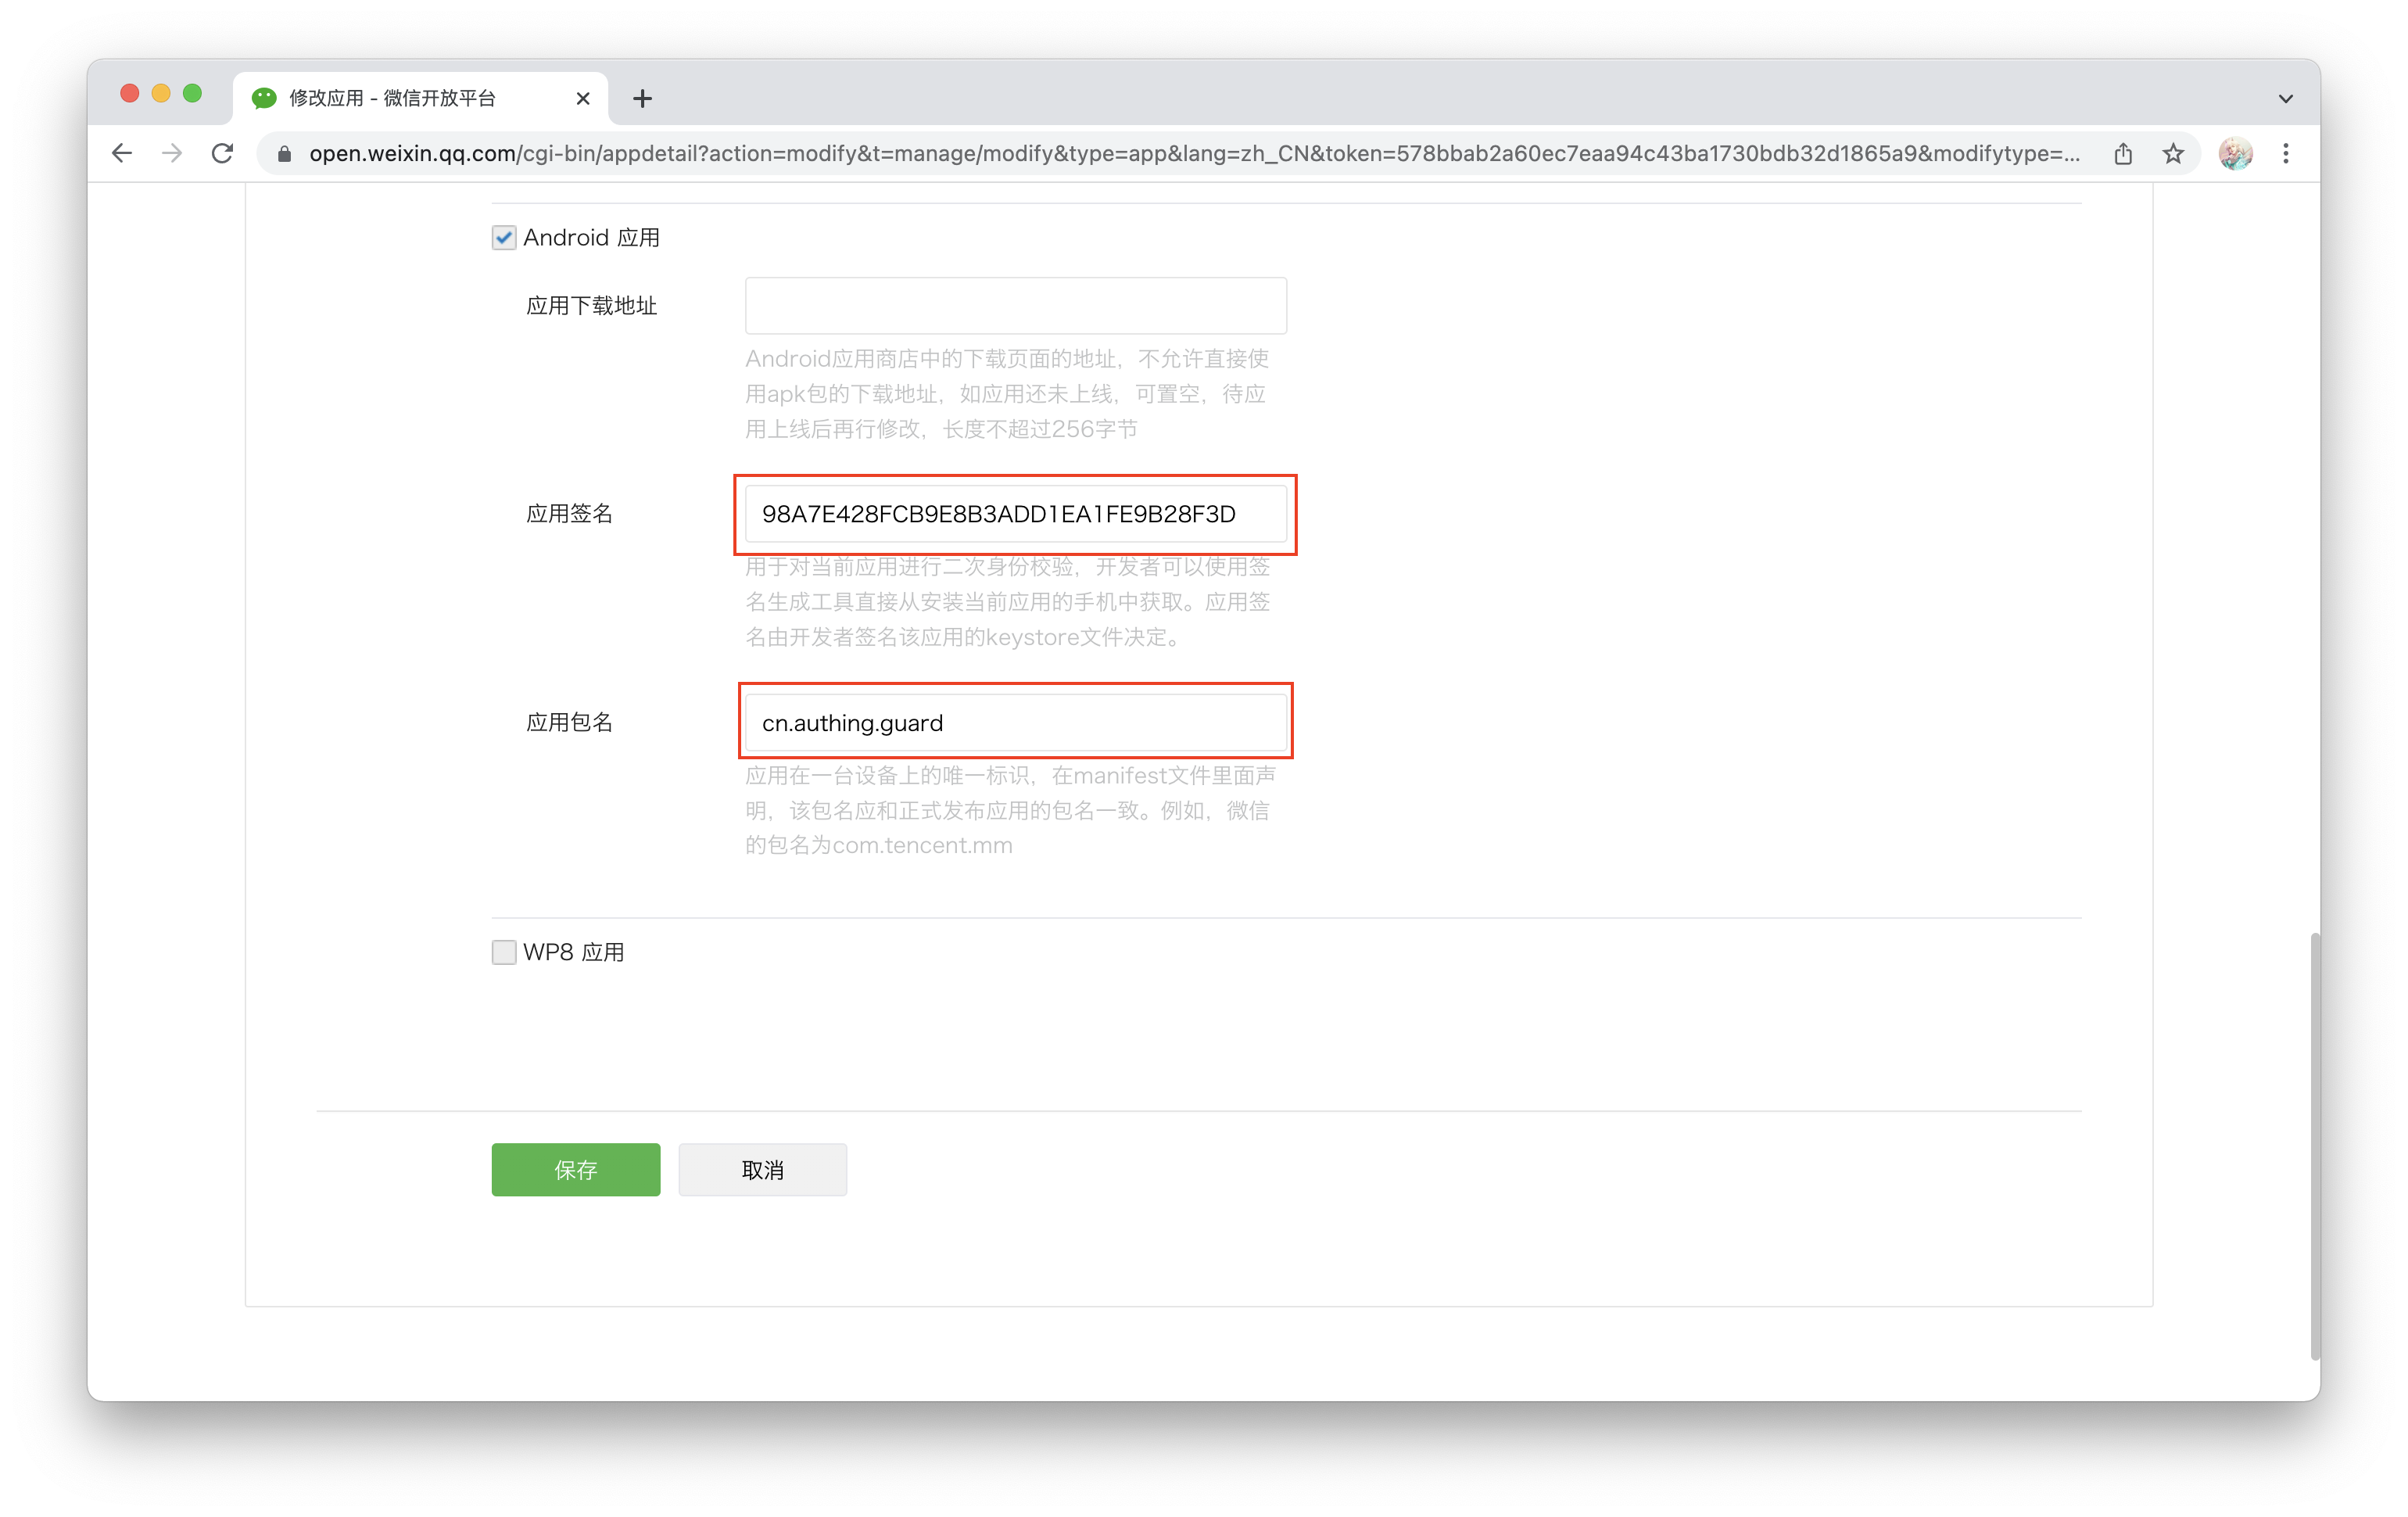 修改应用 - 微信开放平台
open.weixin.qq.com/cgi-bin/appdetail?action=modify&t=manage/modify&type=app&lang=zh_CN&token=578bbab2a60ec7eaa94c43ba1730bdb32d1865a9&modifytype=...
Android 应用
应用下载地址
Android应用商店中的下载页面的地址，不允许直接使
用apk包的下载地址，如应用还未上线，可置空，待应
用上线后再行修改，长度不超过256字节
应用签名
98A7E428FCB9E8B3ADD1EA1FE9B28F3D
用于对当前应用进行二次身份校验，开发者可以使用签
名生成工具直接从安装当前应用的手机中获取。应用签
名由开发者签名该应用的keystore文件决定。
应用包名
cn.authing.guard
应用在一台设备上的唯一标识，在manifest文件里面声
明，该包名应和正式发布应用的包名一致。例如，微信
的包名为com.tencent.mm
WP8 应用
保存
取消